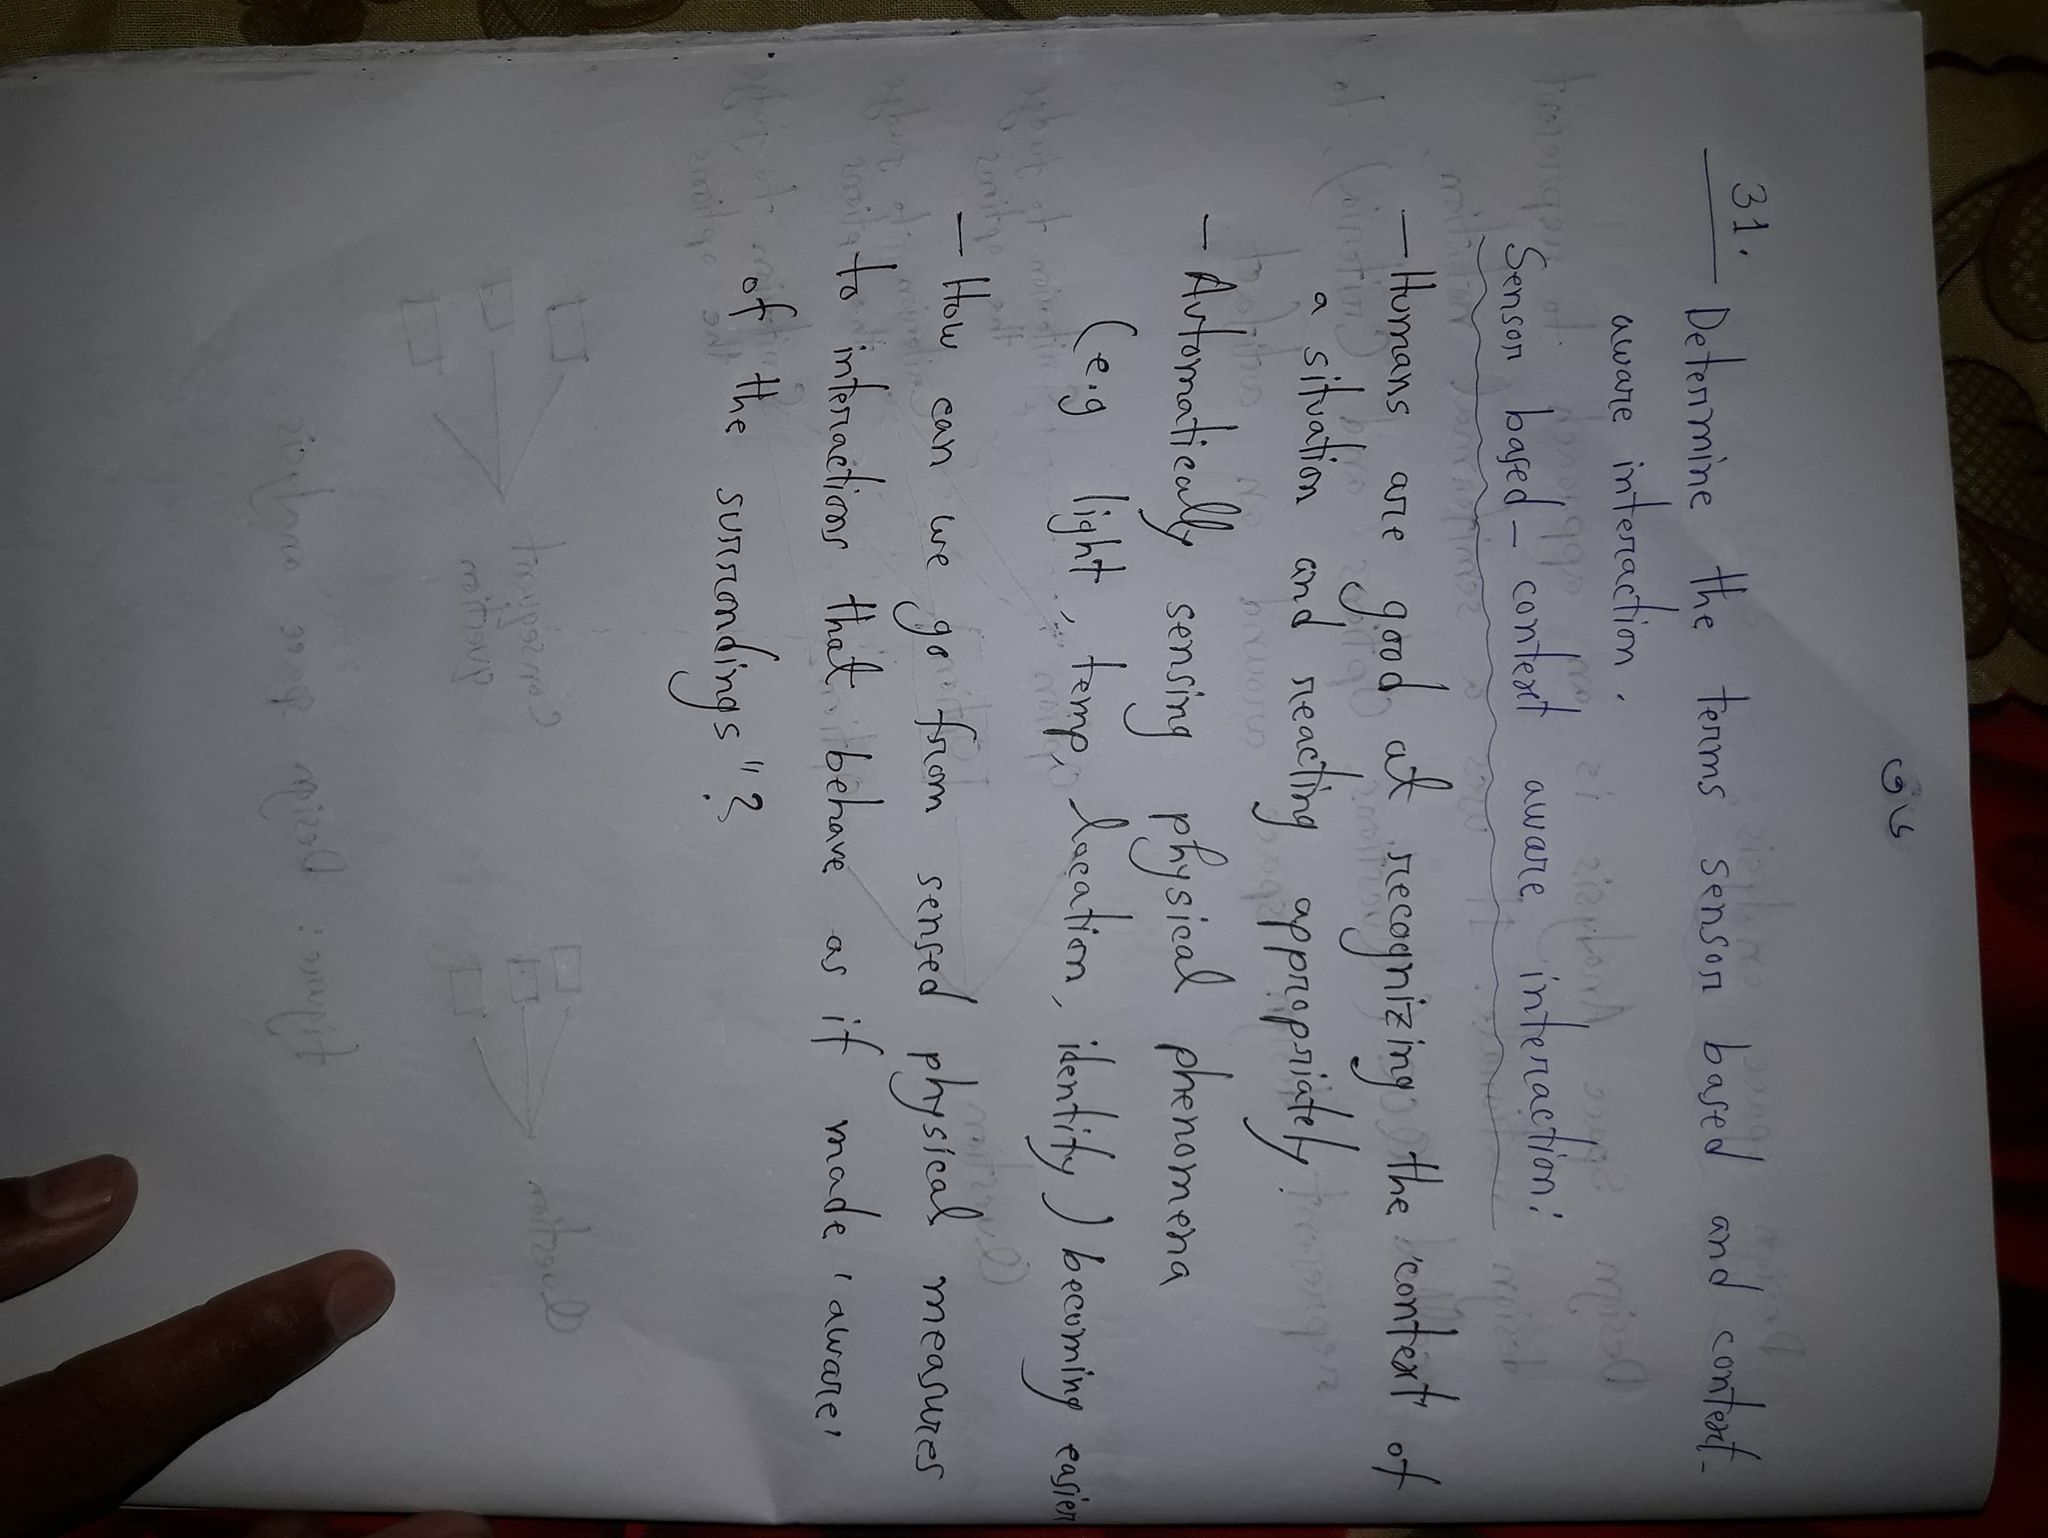 ৩৬
31.
Determine the terms sensor based and context-
aware interaction.
Sensor based - context aware interaction:
- Humans are good at recognizing the 'context' of
a situation and reacting appropriately.
- Automatically sensing physical phenomena
(e.g light, temp, location, identity) becoming easier
- How can we go from sensed physical measures
to interactions that behave as if made 'aware'
of the surrondings"?